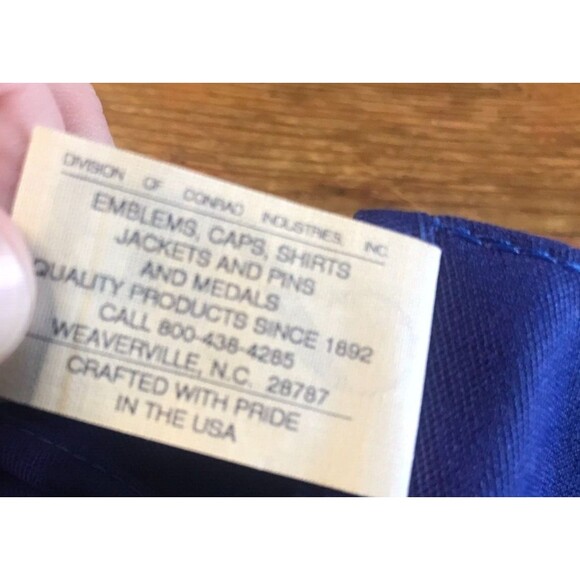 DIVISION OF CONRAD INDUSTRIES, INC.
EMBLEMS, CAPS, SHIRTS
JACKETS AND PINS
AND MEDALS
QUALITY PRODUCTS SINCE 1892
CALL 800-438-4285
WEAVERVILLE, N.C. 28787
CRAFTED WITH PRIDE
IN THE USA